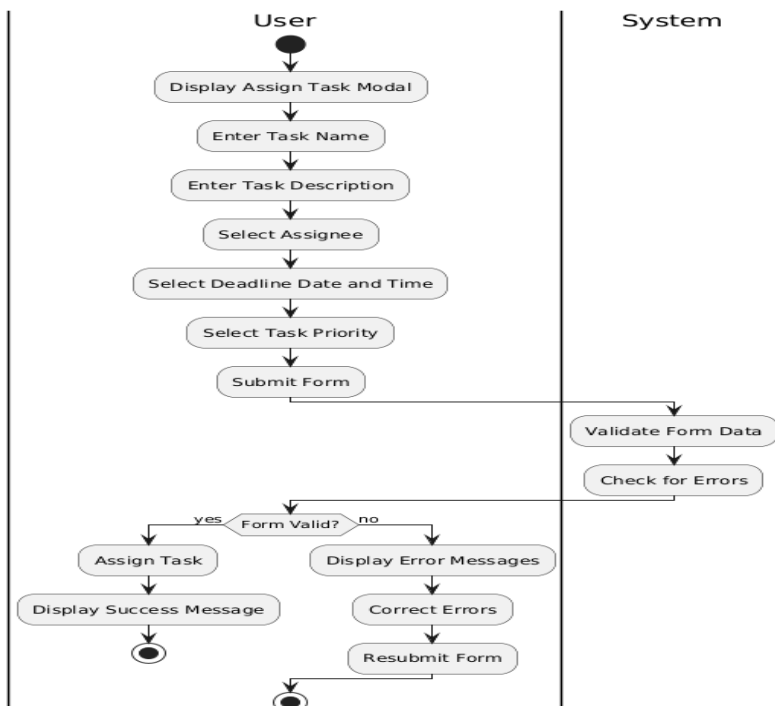 User
System
Display Assign Task Modal
Enter Task Name
Enter Task Description
Select Assignee
Select Deadline Date and Time
Select Task Priority
Submit Form
Validate Form Data
Check for Errors
yes
Form Valid?
no
Assign Task
Display Error Messages
Display Success Message
Correct Errors
Resubmit Form